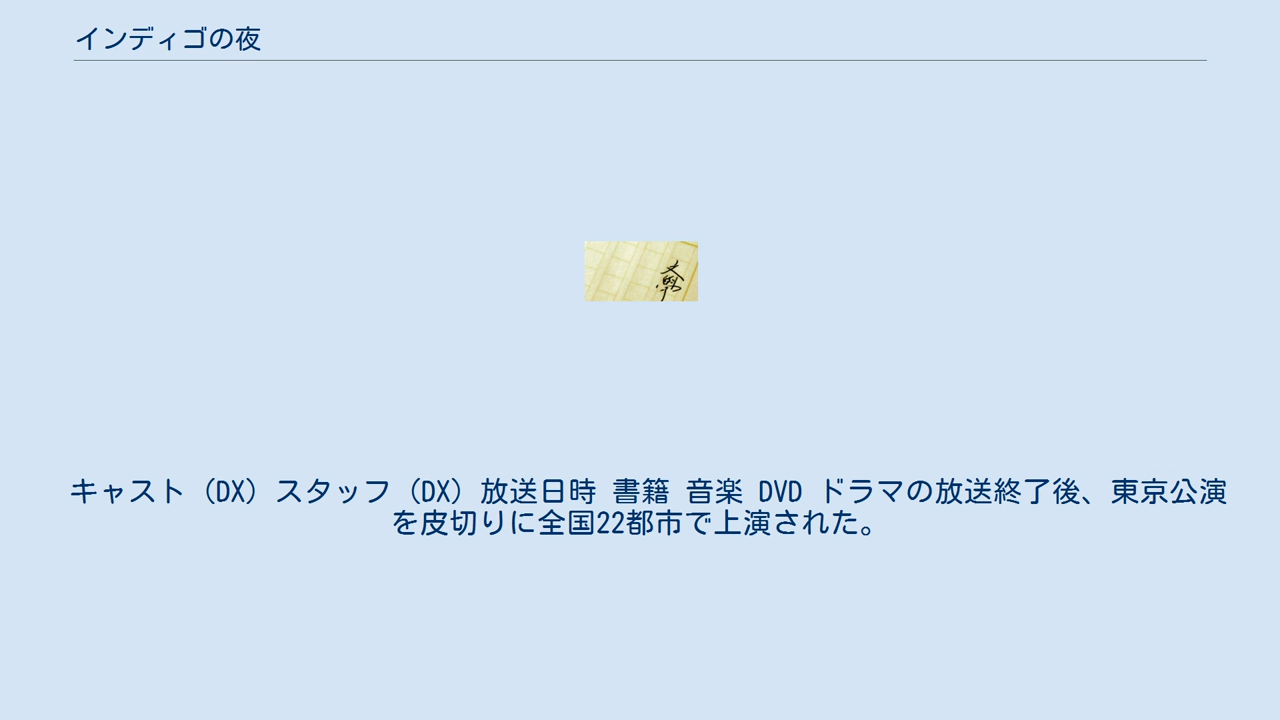 インディゴの夜
キャスト（DX）スタッフ（DX）放送日時 書籍 音楽 DVD ドラマの放送終了後、東京公演
を皮切りに全国22都市で上演された。